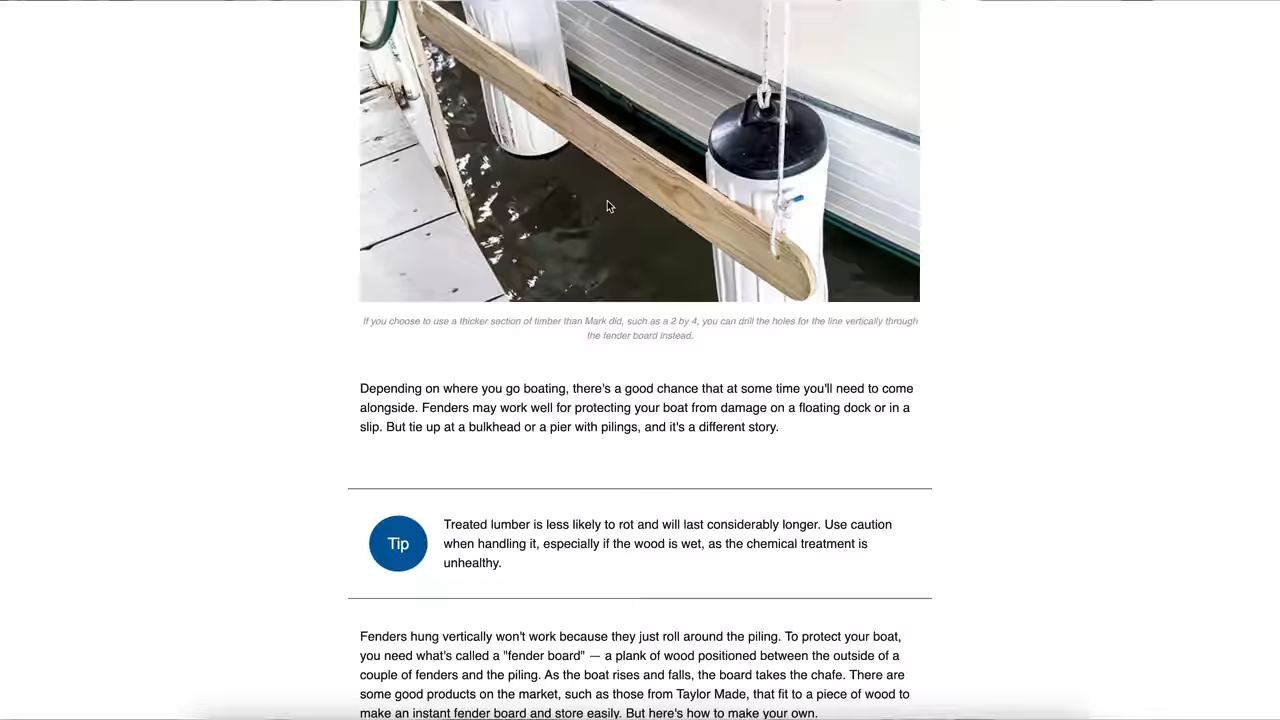 If you choose to use a thicker section of timber than Mark did, such as a 2 by 4, you can drill the holes for the line vertically through
the fender board instead.
Depending on where you go boating, there's a good chance that at some time you'll need to come
alongside. Fenders may work well for protecting your boat from damage on a floating dock or in a
slip. But tie up at a bulkhead or a pier with pilings, and it's a different story.
Tip
Treated lumber is less likely to rot and will last considerably longer. Use caution
when handling it, especially if the wood is wet, as the chemical treatment is
unhealthy.
Fenders hung vertically won't work because they just roll around the piling. To protect your boat,
you need what's called a "fender board" — a plank of wood positioned between the outside of a
couple of fenders and the piling. As the boat rises and falls, the board takes the chafe. There are
some good products on the market, such as those from Taylor Made, that fit to a piece of wood to
make an instant fender board and store easily. But here's how to make your own.